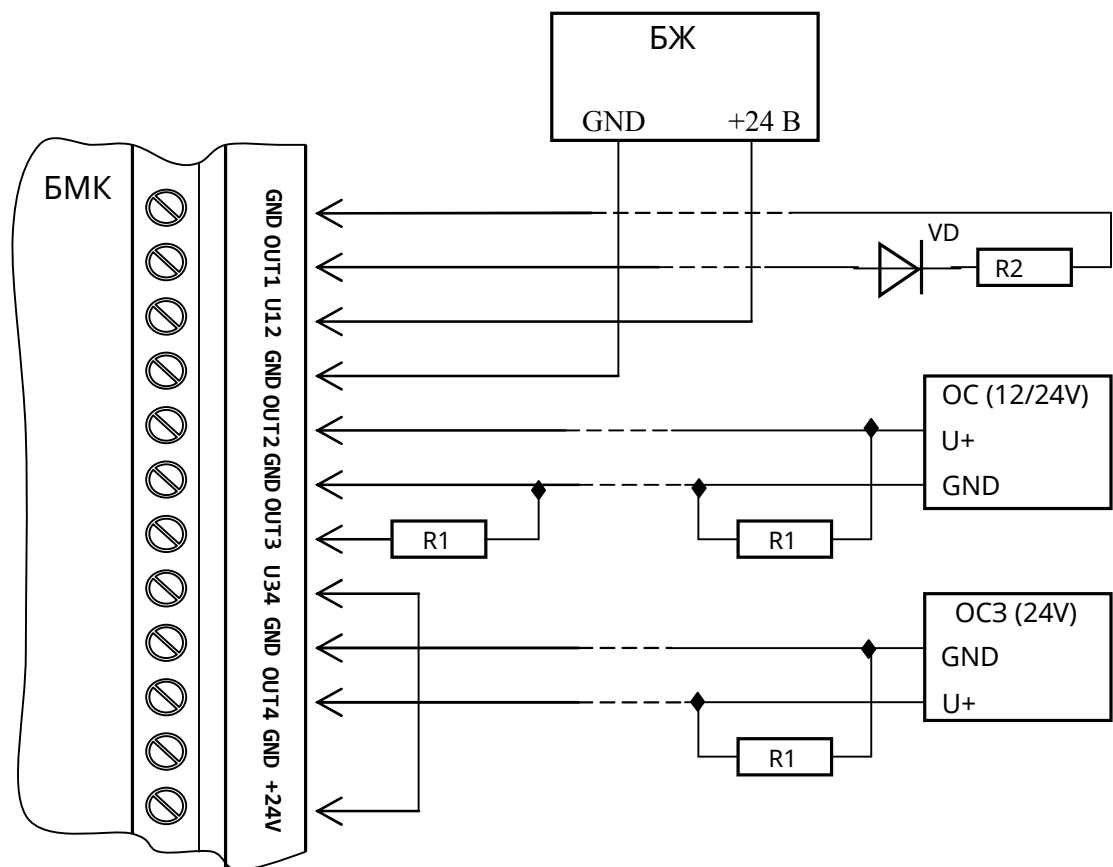 БЖ
GND +24 В
БМК
GND
OUT1
U12
GND
OUT2
GND
OUT3
U34
GND
OUT4
GND
+24V
VD
R2
ОС (12/24V)
U+
GND
R1
R1
ОС3 (24V)
GND
U+
R1